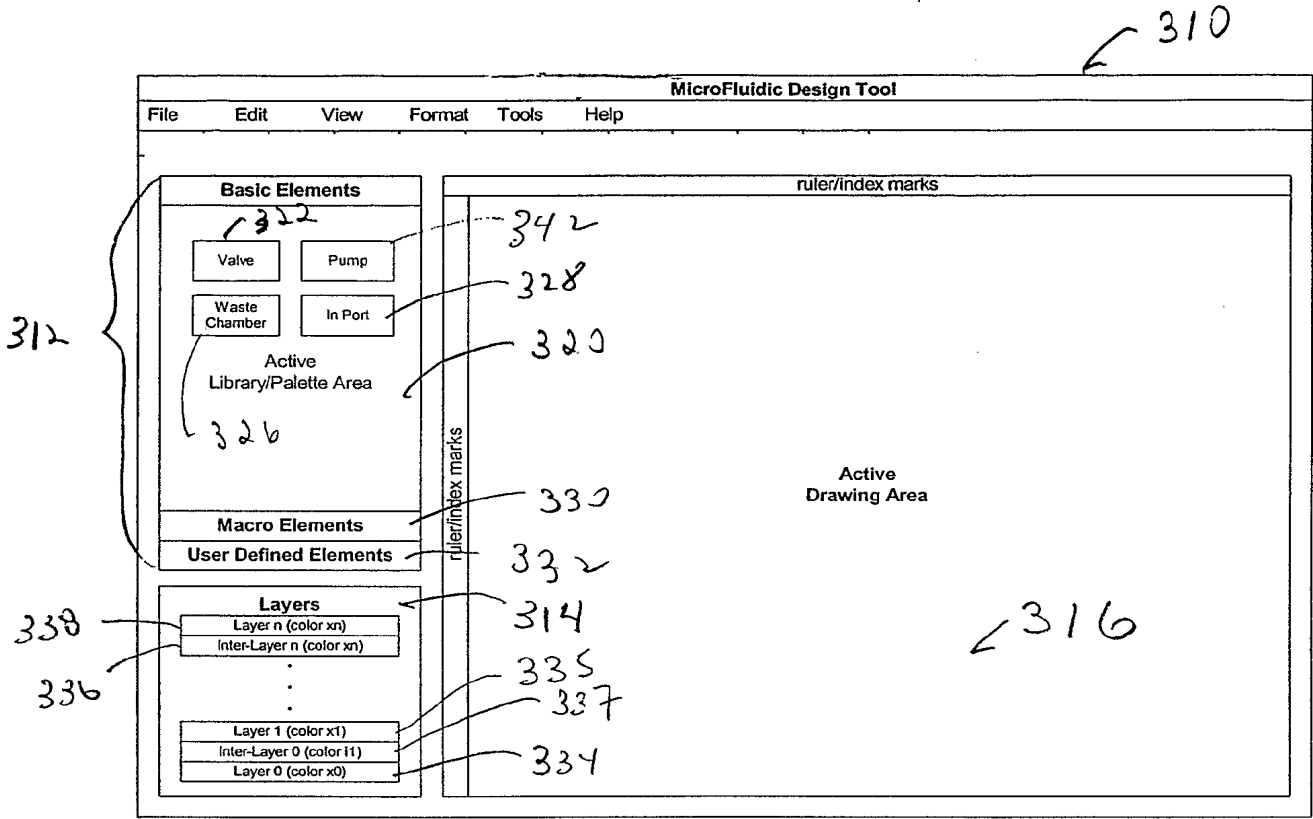 310
MicroFluidic Design Tool
File Edit View Format Tools Help
Basic Elements
ruler/index marks
322
342
Valve
Pump
328
Waste
Chamber
In Port
312
320
Active
Library/Palette Area
326
ruler/index marks
Active
Drawing Area
330
Macro Elements
User Defined Elements
332
Layers
314
316
338
Layer n (color xn)
Inter-Layer n (color xn)
336
335
337
Layer 1 (color x1)
Inter-Layer 0 (color i1)
334
Layer 0 (color x0)